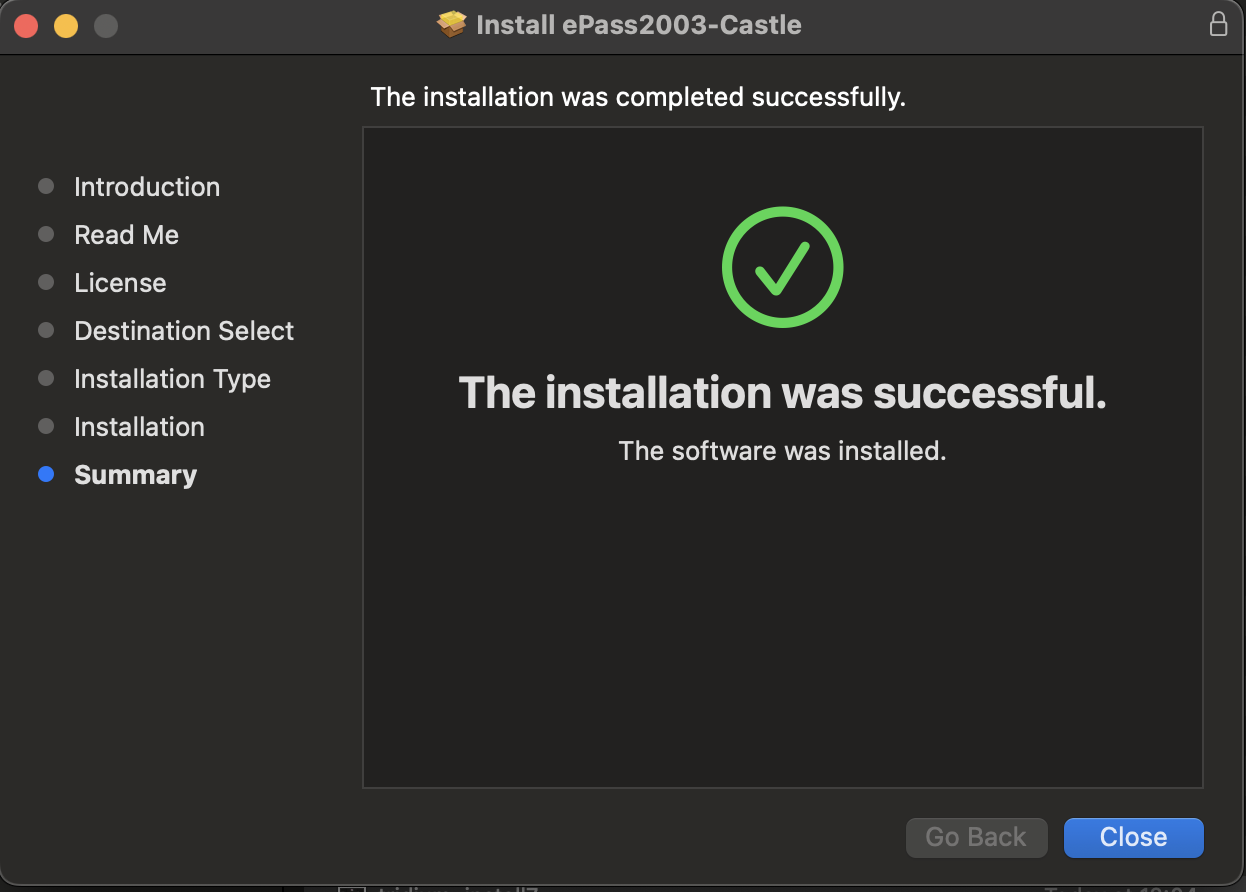 Install ePass2003-Castle
The installation was completed successfully.
Introduction
Read Me
License
Destination Select
Installation Type
Installation
Summary
The installation was successful.
The software was installed.
Go Back
Close